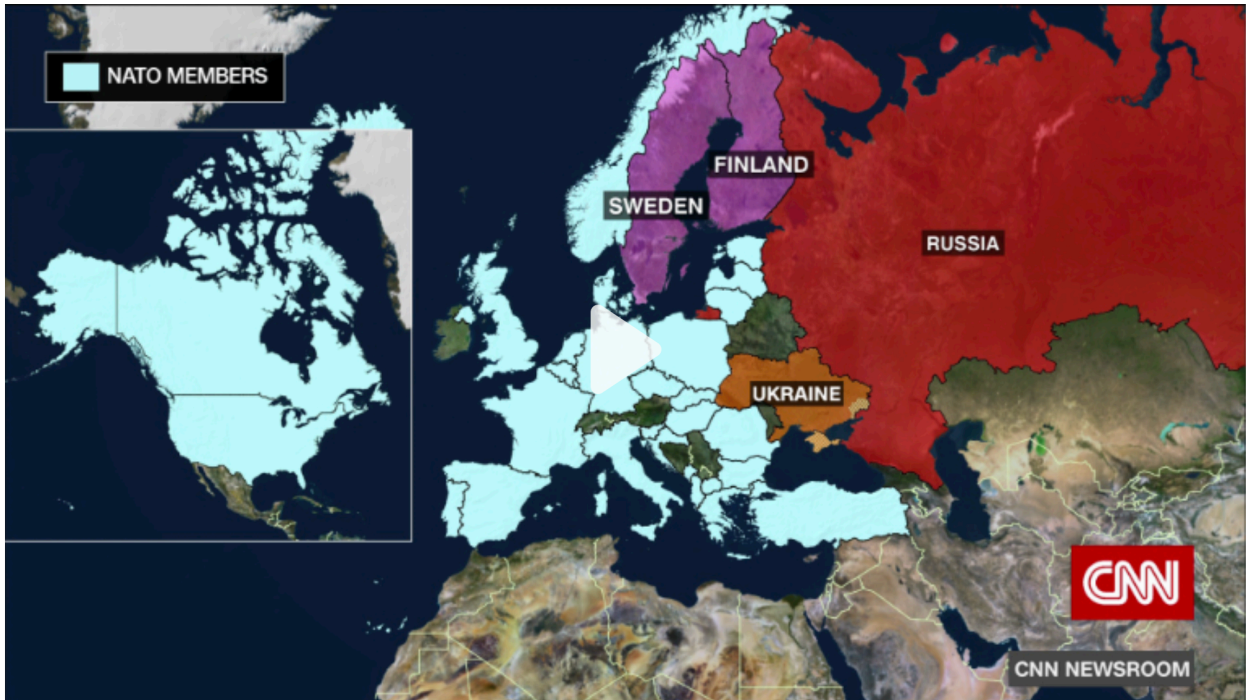 NATO MEMBERS
FINLAND
SWEDEN
RUSSIA
UKRAINE
CNN
CNN NEWSROOM